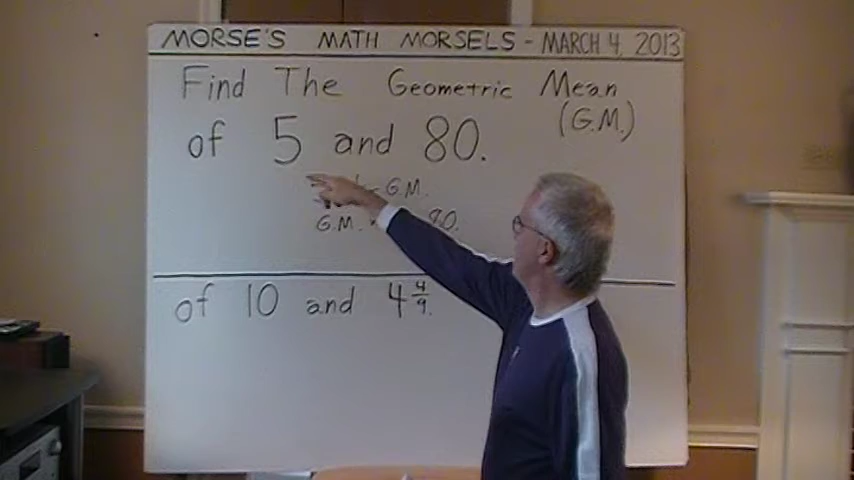 MORSE'S MATH MORSELS - MARCH 4, 2013
Find The Geometric Mean
(G.M.)
of 5 and 80.
G.M.
G.M. 80.
of 10 and 4 4/9.